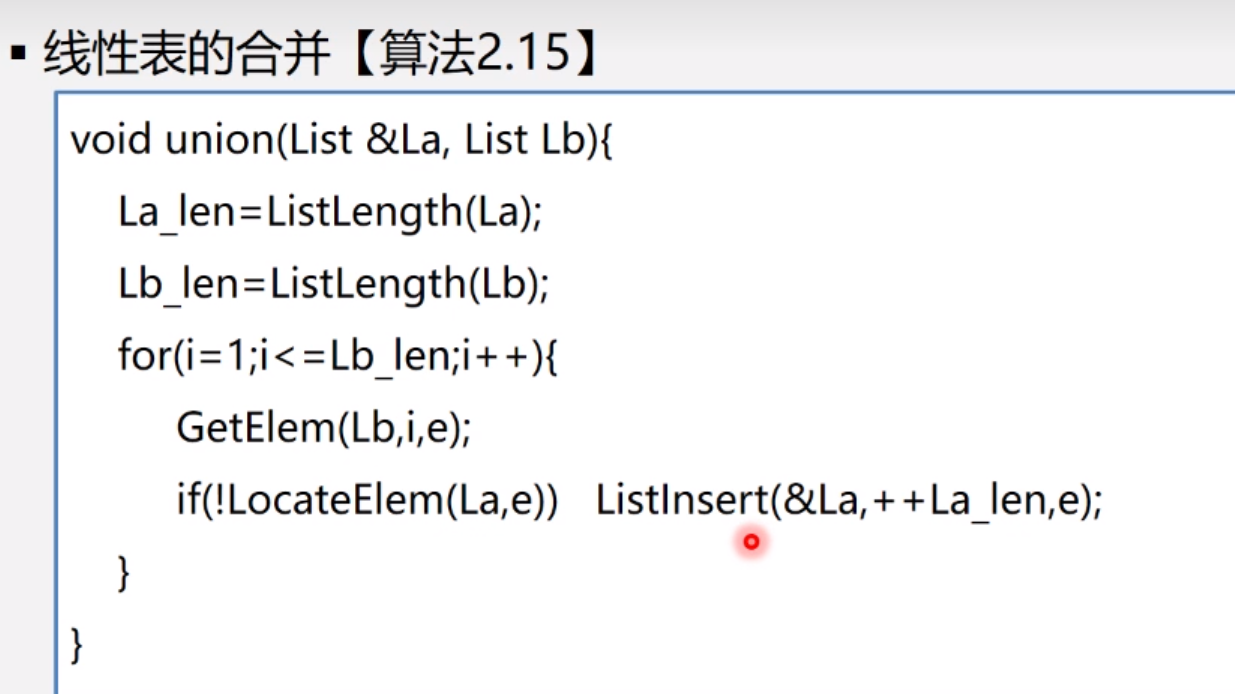 ▪ 线性表的合并【算法2.15】
void union(List &La, List Lb){
La_len=ListLength(La);
Lb_len=ListLength(Lb);
for(i=1;i<=Lb_len;i++){
GetElem(Lb,i,e);
if(!LocateElem(La,e)) ListInsert(&La,++La_len,e);
}
}